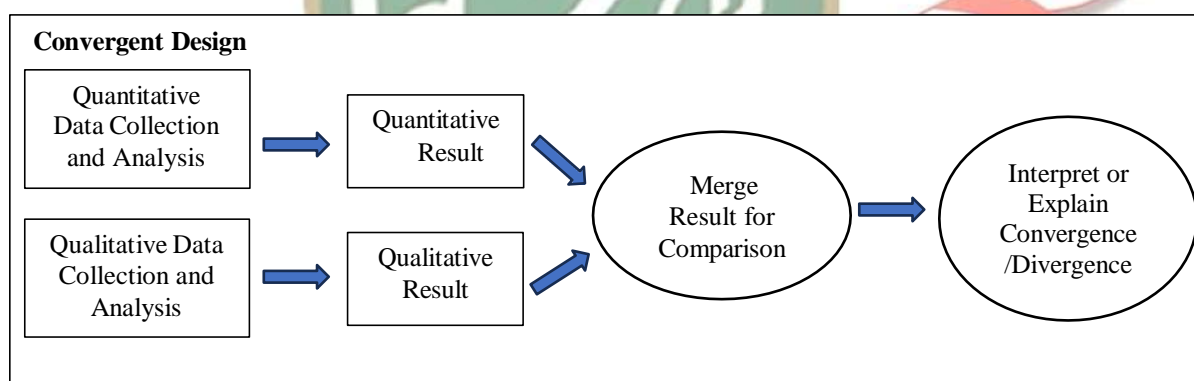 Convergent Design
Quantitative
Data Collection
and Analysis
Quantitative
Result
Qualitative Data
Collection and
Analysis
Qualitative
Result
Merge
Result for
Comparison
Interpret or
Explain
Convergence
/Divergence